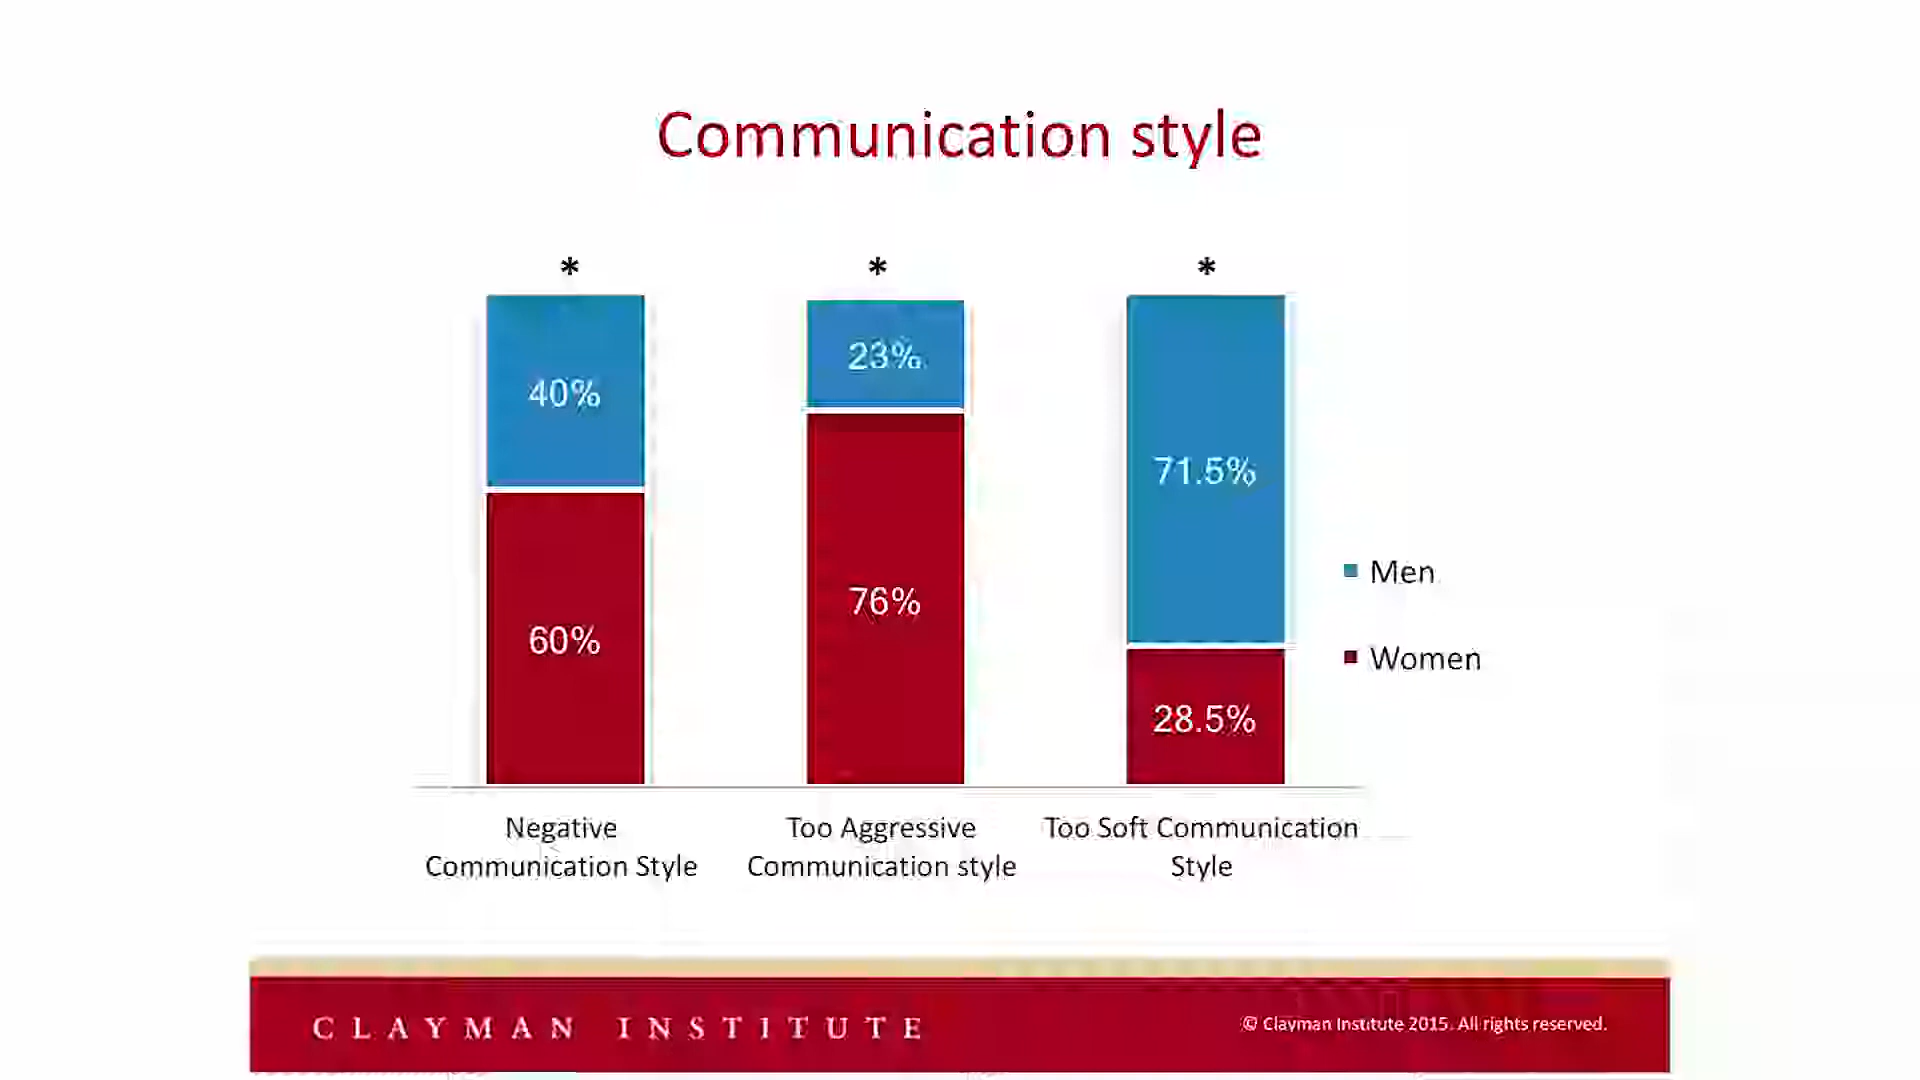 Communication style
* * *
40% 23% 71.5%
60% 76% 28.5%
Men
Women
Negative
Communication Style
Too Aggressive
Communication style
Too Soft Communication
Style
CLAYMAN INSTITUTE
© Clayman Institute 2015. All rights reserved.